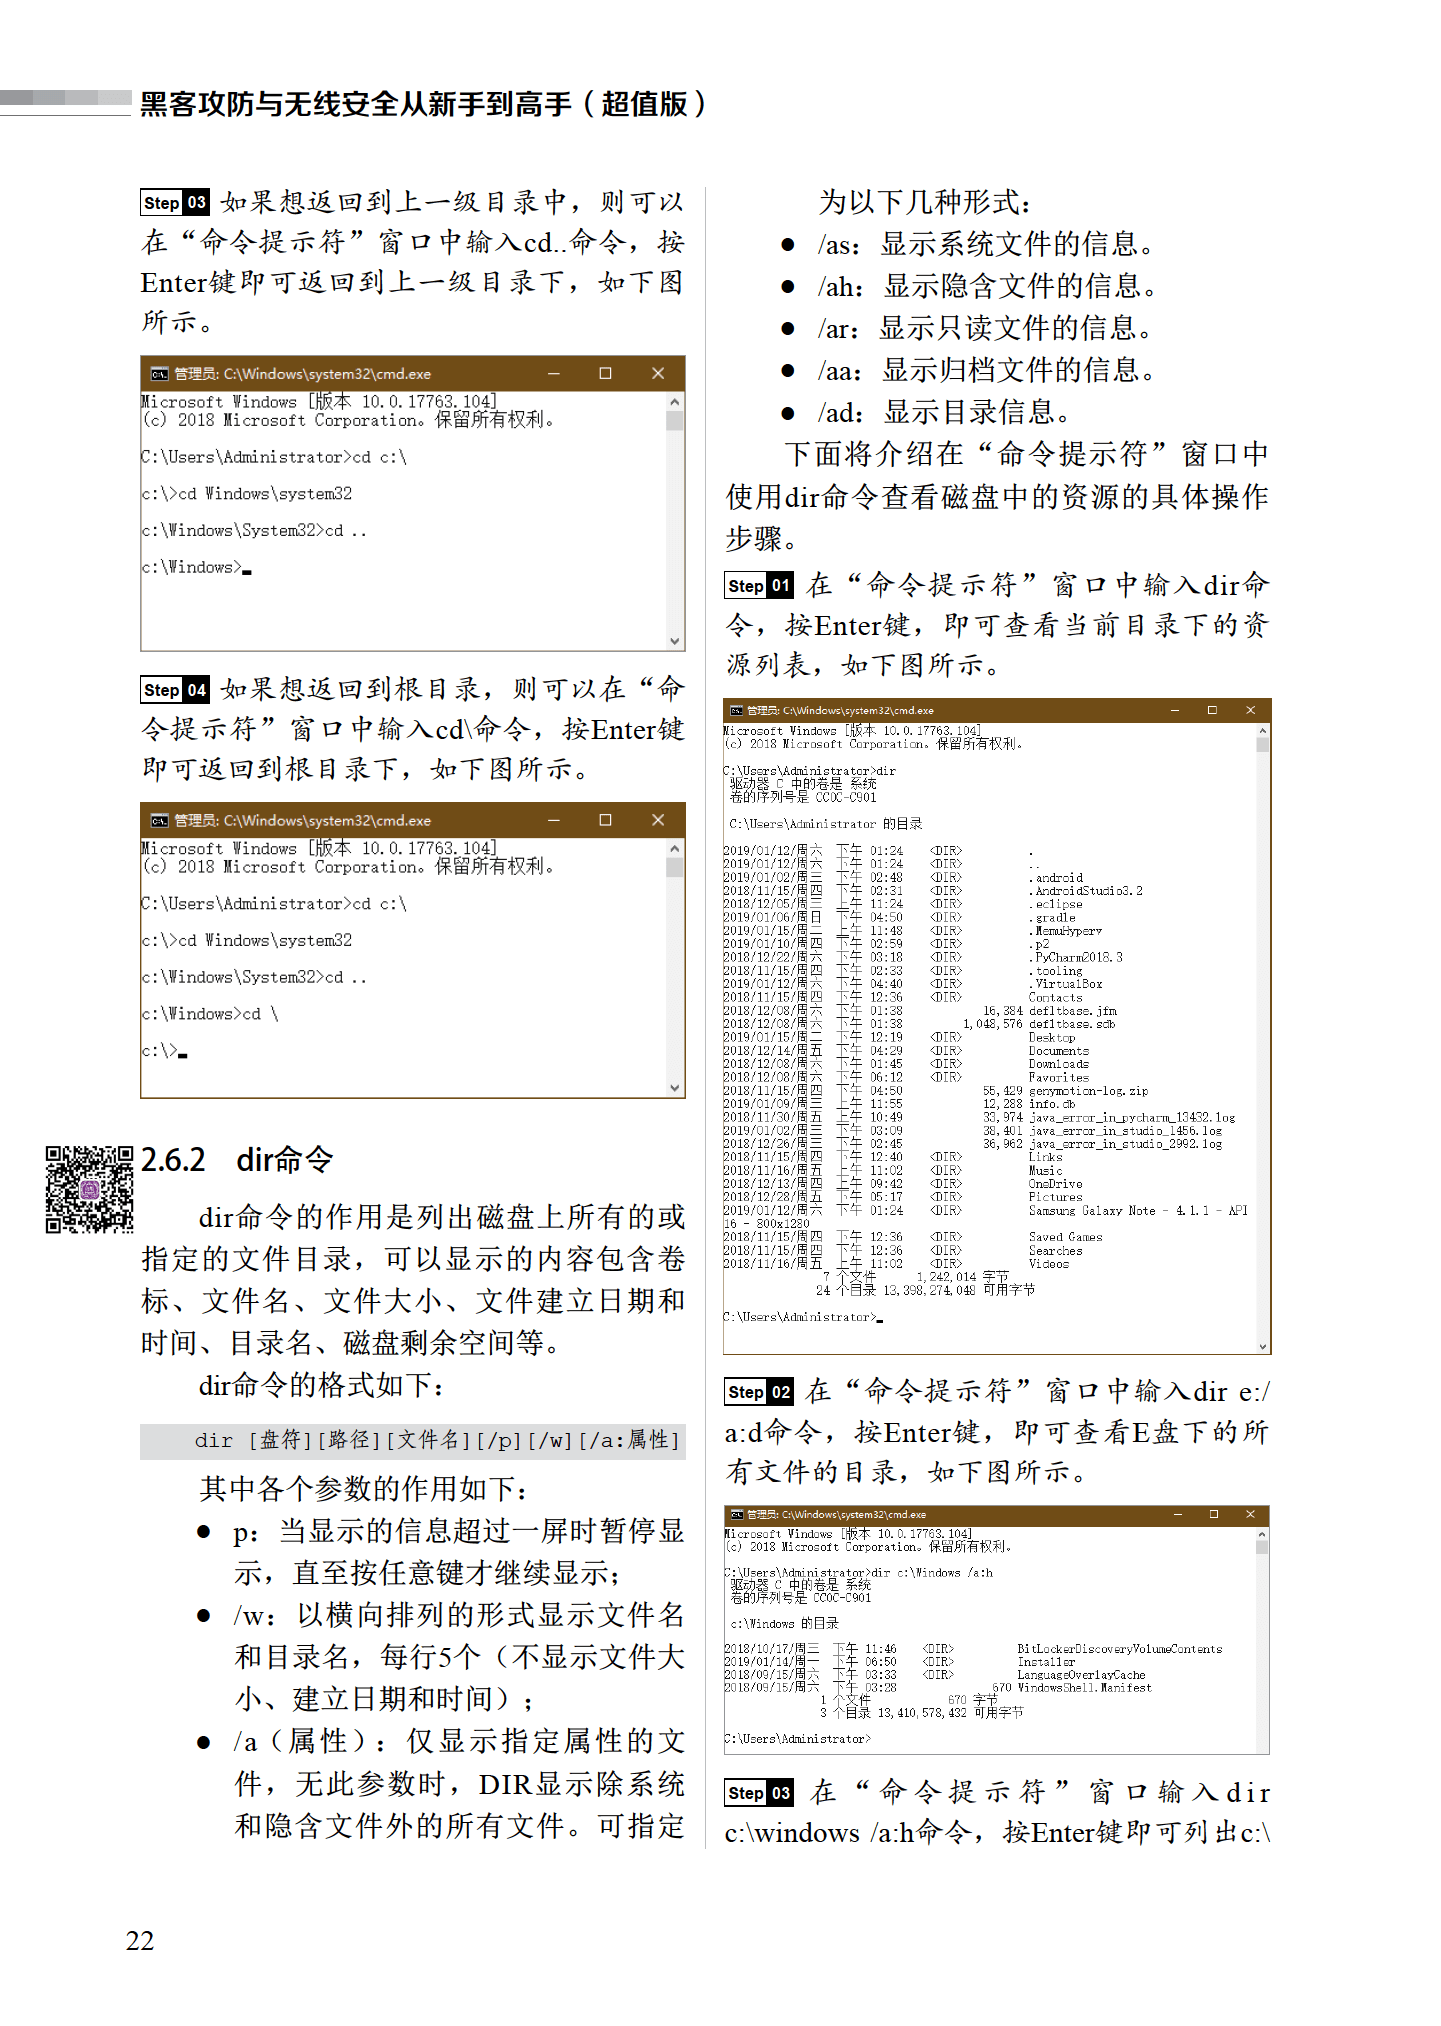 黑客攻防与无线安全从新手到高手（超值版）
Step 03 如果想返回到上一级目录中，则可以
在“命令提示符”窗口中输入cd..命令，按
Enter键即可返回到上一级目录下，如下图
所示。
管理员: C:\Windows\system32\cmd.exe
Microsoft Windows [版本 10.0.17763.104]
(c) 2018 Microsoft Corporation。保留所有权利。
C:\Users\Administrator>cd c:\
c:\>cd Windows\system32
c:\Windows\System32>cd ..
c:\Windows>
Step 04 如果想返回到根目录，则可以在“命
令提示符”窗口中输入cd\命令，按Enter键
即可返回到根目录下，如下图所示。
管理员: C:\Windows\system32\cmd.exe
Microsoft Windows [版本 10.0.17763.104]
(c) 2018 Microsoft Corporation。保留所有权利。
C:\Users\Administrator>cd c:\
c:\>cd Windows\system32
c:\Windows\System32>cd ..
c:\Windows>cd \
c:\>
2.6.2 dir命令
dir命令的作用是列出磁盘上所有的或
指定的文件目录，可以显示的内容包含卷
标、文件名、文件大小、文件建立日期和
时间、目录名、磁盘剩余空间等。
dir命令的格式如下：
dir [盘符][路径][文件名][/p][/w][/a:属性]
其中各个参数的作用如下：
● p：当显示的信息超过一屏时暂停显
示，直至按任意键才继续显示；
● /w：以横向排列的形式显示文件名
和目录名，每行5个（不显示文件大
小、建立日期和时间）；
● /a（属性）：仅显示指定属性的文
件，无此参数时，DIR显示除系统
和隐含文件外的所有文件。可指定
为以下几种形式：
● /as：显示系统文件的信息。
● /ah：显示隐含文件的信息。
● /ar：显示只读文件的信息。
● /aa：显示归档文件的信息。
● /ad：显示目录信息。
下面将介绍在“命令提示符”窗口中
使用dir命令查看磁盘中的资源的具体操作
步骤。
Step 01 在“命令提示符”窗口中输入dir命
令，按Enter键，即可查看当前目录下的资
源列表，如下图所示。
管理员: C:\Windows\system32\cmd.exe
Microsoft Windows [版本 10.0.17763.104]
(c) 2018 Microsoft Corporation。保留所有权利。
C:\Users\Administrator>dir
驱动器 C 中的卷是 系统
卷的序列号是 CC0C-C901
C:\Users\Administrator 的目录
2019/01/12/周六 下午 01:24 <DIR> .
2019/01/12/周六 下午 01:24 <DIR> ..
2019/01/02/周三 下午 02:48 <DIR> .android
2018/11/15/周四 下午 02:31 <DIR> .AndroidStudio3.2
2018/12/05/周三 上午 11:24 <DIR> .eclipse
2019/01/06/周日 下午 04:50 <DIR> .gradle
2019/01/15/周二 上午 11:48 <DIR> .MemuHyperv
2019/01/10/周四 下午 02:59 <DIR> .p2
2018/12/22/周六 下午 03:18 <DIR> .PyCharm2018.3
2018/11/15/周四 下午 02:33 <DIR> .tooling
2019/01/12/周六 下午 04:40 <DIR> .VirtualBox
2018/11/15/周四 下午 12:36 <DIR> Contacts
2018/12/08/周六 下午 01:38 16,384 defltbase.jfm
2018/12/08/周六 下午 01:38 1,048,576 defltbase.sdb
2019/01/15/周二 下午 12:19 <DIR> Desktop
2018/12/14/周五 下午 04:29 <DIR> Documents
2018/12/08/周六 下午 01:45 <DIR> Downloads
2018/12/08/周六 下午 06:12 <DIR> Favorites
2018/11/15/周四 下午 04:50 55,429 genymotion-log.zip
2019/01/09/周三 上午 11:55 12,288 info.db
2018/11/30/周五 上午 10:49 33,974 java_error_in_pycharm_13432.log
2019/01/02/周三 下午 03:09 38,401 java_error_in_studio_1456.log
2018/12/26/周三 下午 02:45 36,962 java_error_in_studio_2992.log
2018/11/15/周四 下午 12:40 <DIR> Links
2018/11/16/周五 上午 11:02 <DIR> Music
2018/12/13/周四 上午 09:42 <DIR> OneDrive
2018/12/28/周五 下午 05:17 <DIR> Pictures
2019/01/12/周六 下午 01:24 <DIR> Samsung Galaxy Note - 4.1.1 - API
16 - 800x1280
2018/11/15/周四 下午 12:36 <DIR> Saved Games
2018/11/15/周四 下午 12:36 <DIR> Searches
2018/11/16/周五 上午 11:02 <DIR> Videos
7 个文件 1,242,014 字节
24 个目录 13,398,274,048 可用字节
C:\Users\Administrator>
Step 02 在“命令提示符”窗口中输入dir e:/
a:d命令，按Enter键，即可查看E盘下的所
有文件的目录，如下图所示。
管理员: C:\Windows\system32\cmd.exe
Microsoft Windows [版本 10.0.17763.104]
(c) 2018 Microsoft Corporation。保留所有权利。
C:\Users\Administrator>dir c:\Windows /a:h
驱动器 C 中的卷是 系统
卷的序列号是 CC0C-C901
c:\Windows 的目录
2018/10/17/周三 下午 11:46 <DIR> BitLockerDiscoveryVolumeContents
2019/01/14/周一 下午 06:50 <DIR> Installer
2018/09/15/周六 下午 03:33 <DIR> LanguageOverlayCache
2018/09/15/周六 下午 03:28 670 WindowsShell.Manifest
1 个文件 670 字节
3 个目录 13,410,578,432 可用字节
C:\Users\Administrator>
Step 03 在“命令提示符”窗口输入dir
c:\windows /a:h命令，按Enter键即可列出c:\
22